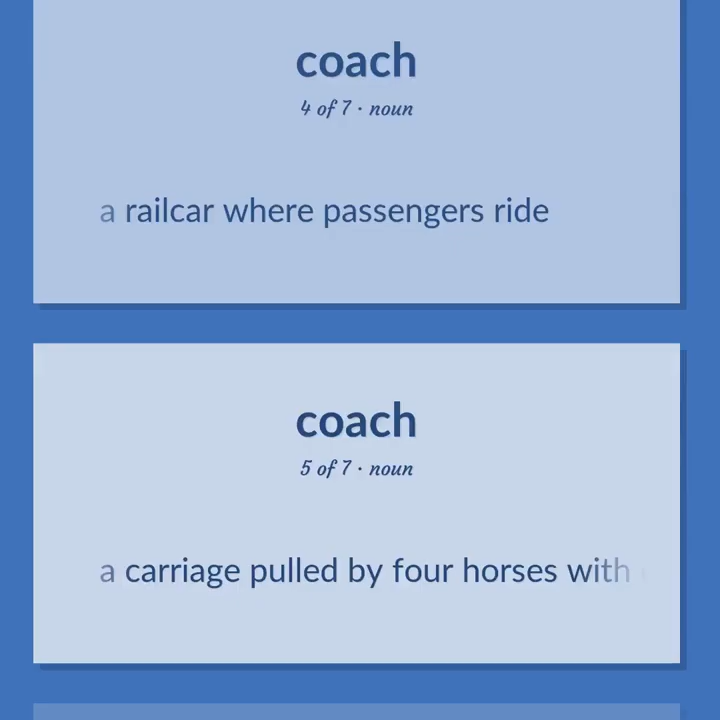 coach
4 of 7 · noun
a railcar where passengers ride
coach
5 of 7 · noun
a carriage pulled by four horses with